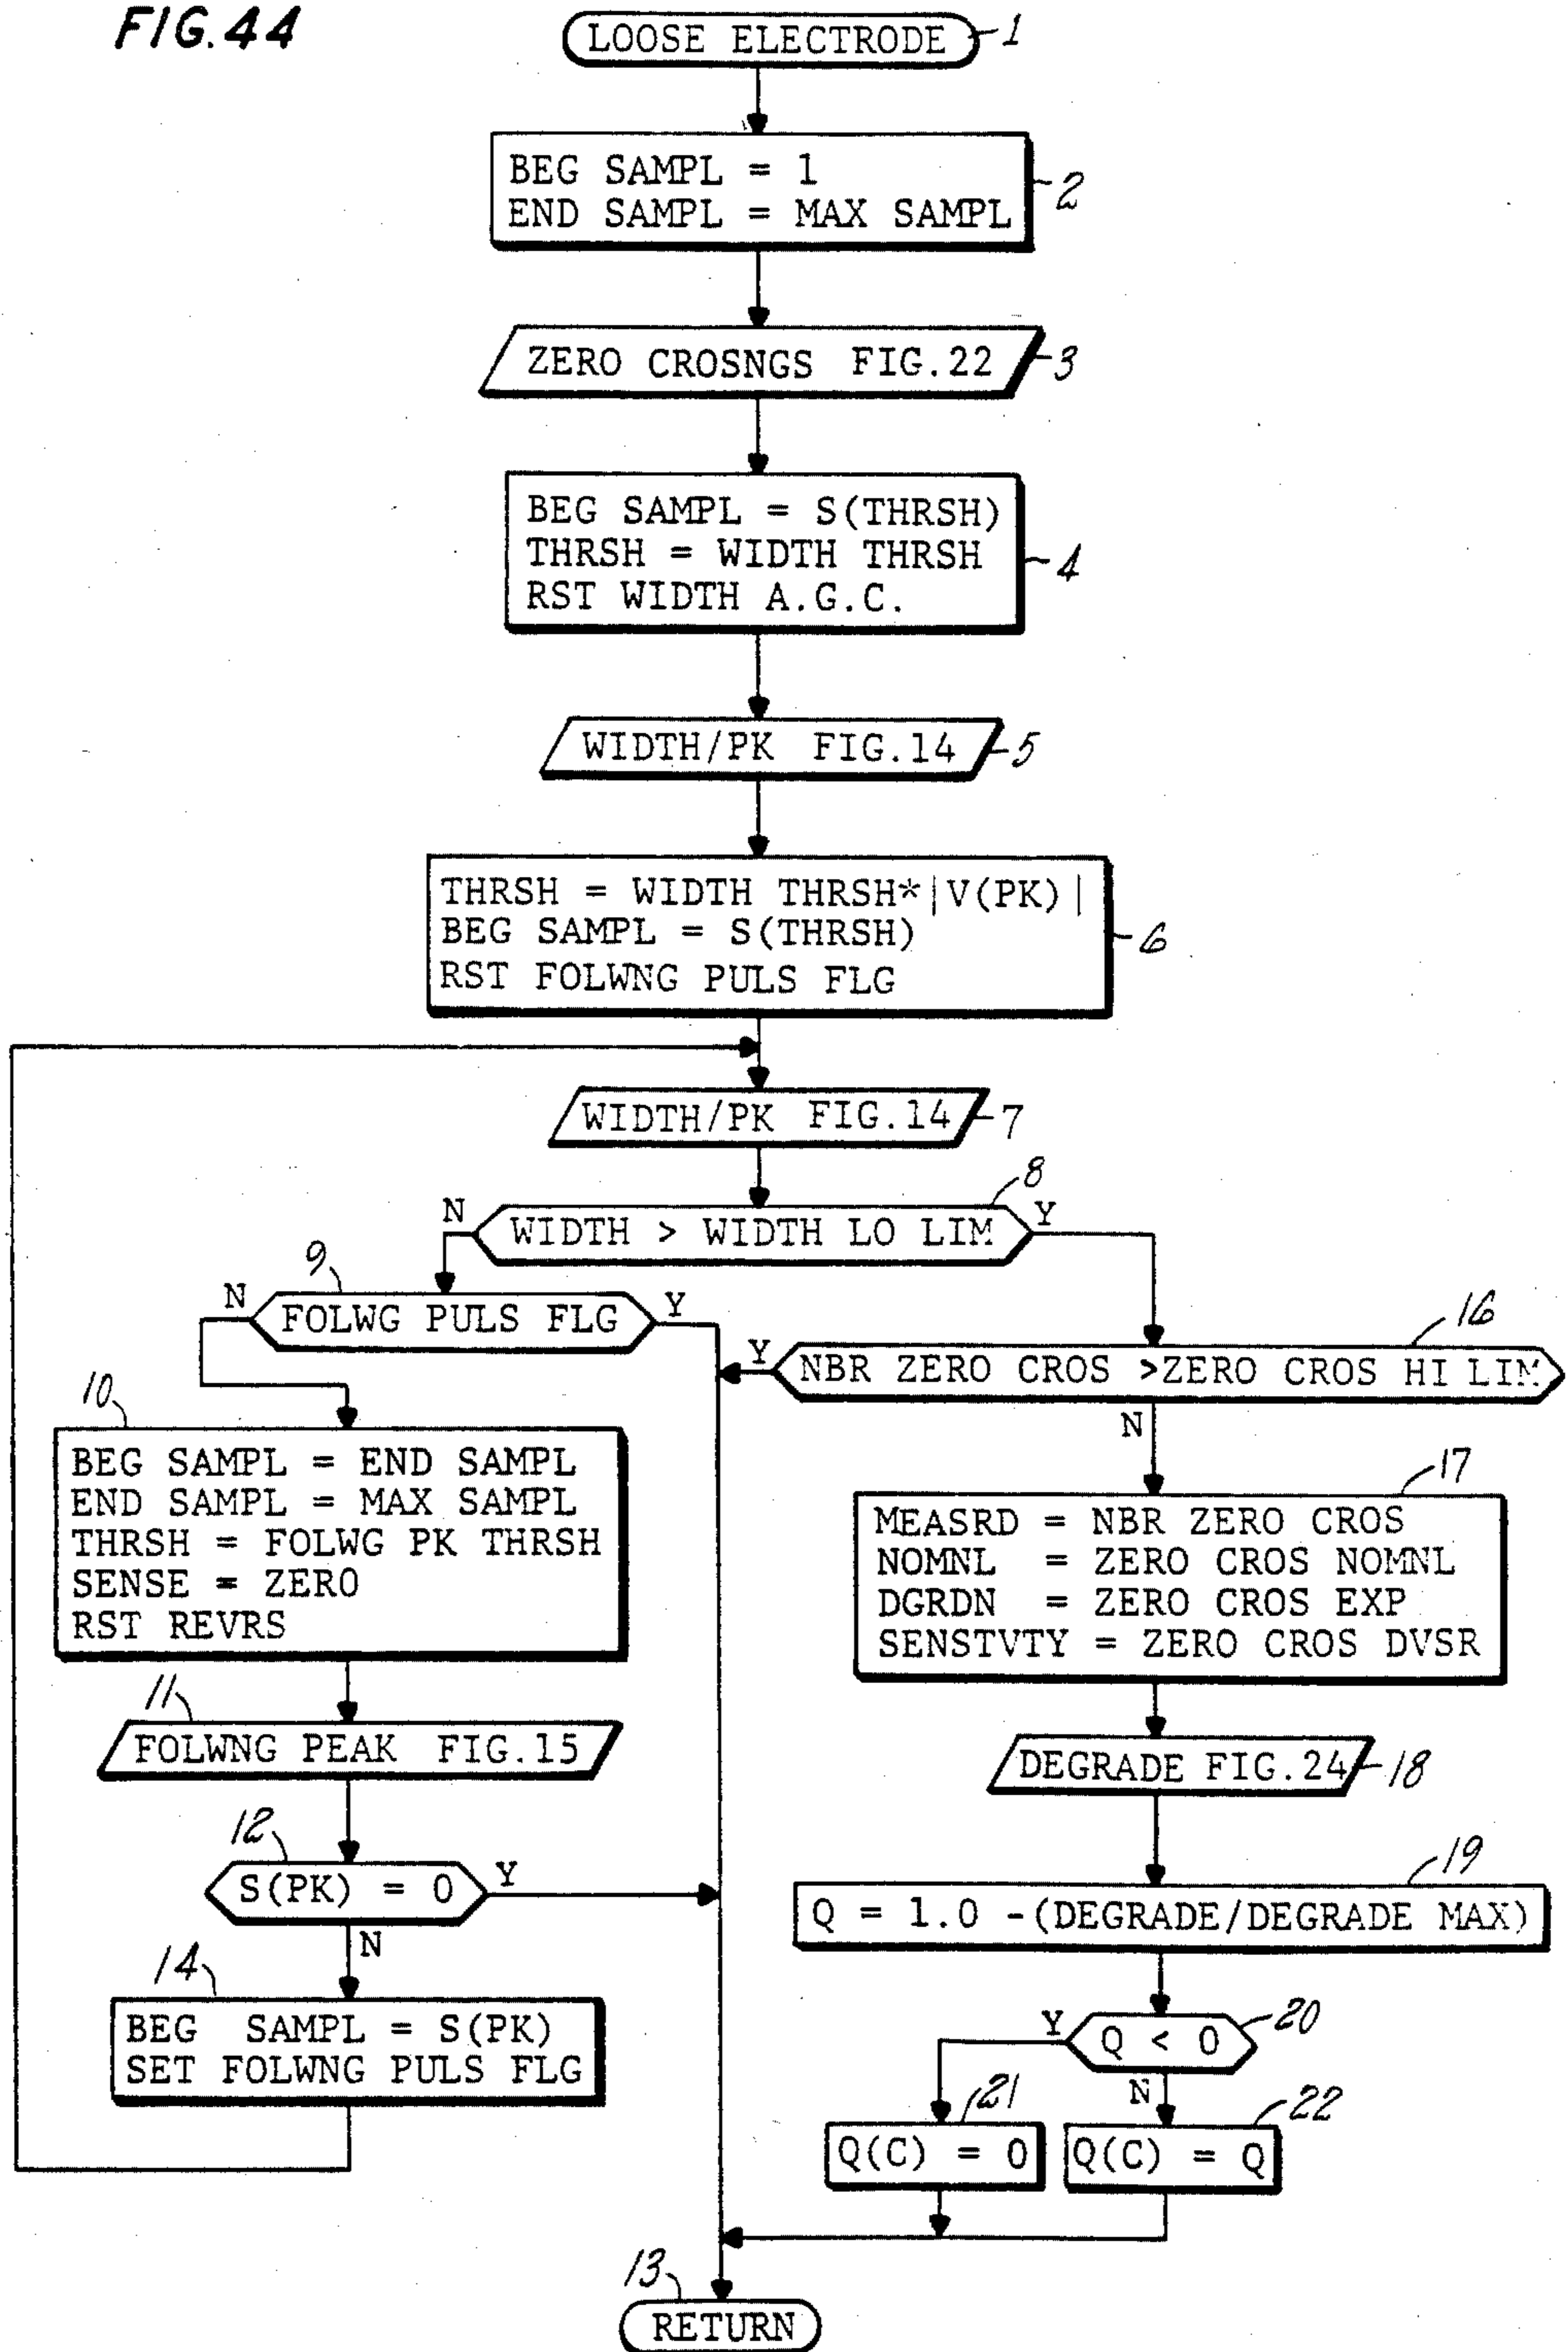 FIG.44
LOOSE ELECTRODE
1
BEG SAMPL = 1
END SAMPL = MAX SAMPL
2
ZERO CROSNGS FIG.22
3
BEG SAMPL = S(THRSH)
THRSH = WIDTH THRSH
RST WIDTH A.G.C.
4
WIDTH/PK FIG.14
5
THRSH = WIDTH THRSH*|V(PK)|
BEG SAMPL = S(THRSH)
RST FOLWNG PULS FLG
6
WIDTH/PK FIG.14
7
8
N
WIDTH > WIDTH LO LIM
Y
9
N
FOLWG PULS FLG
Y
10
BEG SAMPL = END SAMPL
END SAMPL = MAX SAMPL
THRSH = FOLWG PK THRSH
SENSE = ZERO
RST REVRS
11
FOLWNG PEAK FIG.15
12
S(PK) = 0
Y
N
14
BEG SAMPL = S(PK)
SET FOLWNG PULS FLG
16
Y
NBR ZERO CROS >ZERO CROS HI LIM
N
17
MEASRD = NBR ZERO CROS
NOMNL = ZERO CROS NOMNL
DGRDN = ZERO CROS EXP
SENSTVTY = ZERO CROS DVSR
DEGRADE FIG.24
18
19
Q = 1.0 -(DEGRADE/DEGRADE MAX)
Y
Q < 0
20
N
21
Q(C) = 0
22
Q(C) = Q
13
RETURN